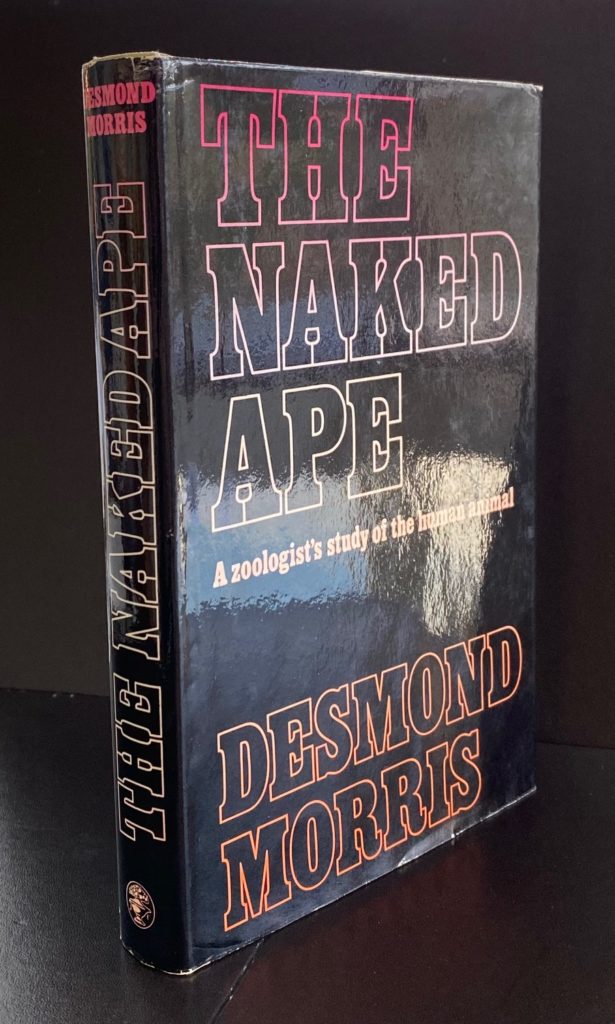 DESMOND
MORRIS
THE NAKED APE
THE
NAKED
APE
A zoologist's study of the human animal
DESMOND
MORRIS